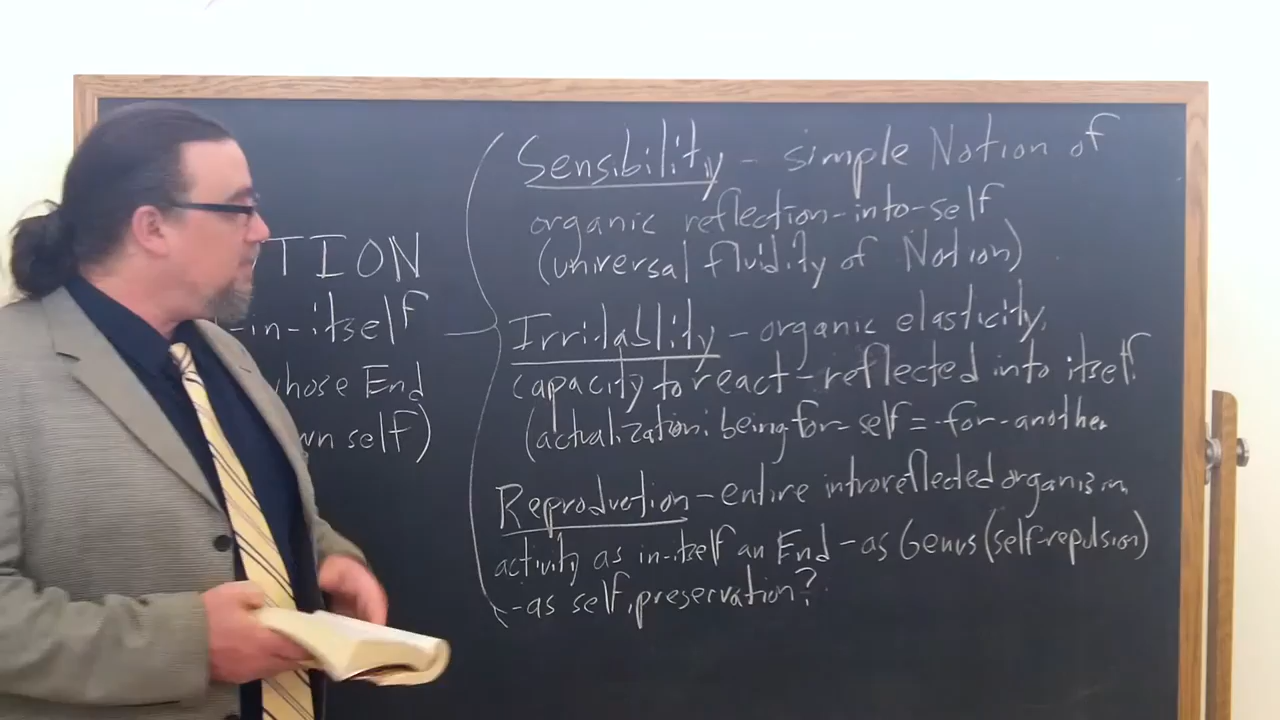 TION
-in-itself
whose End
wn self)
Sensibility - simple Notion of
organic reflection-into-self
(universal fluidity of Notion)
Irritability - organic elasticity,
capacity to react - reflected into itself
(actualization: being-for-self = -for-another
Reproduction - entire introreflected organism,
activity as in-itself an End - as Genus (self-repulsion)
- as self-preservation?